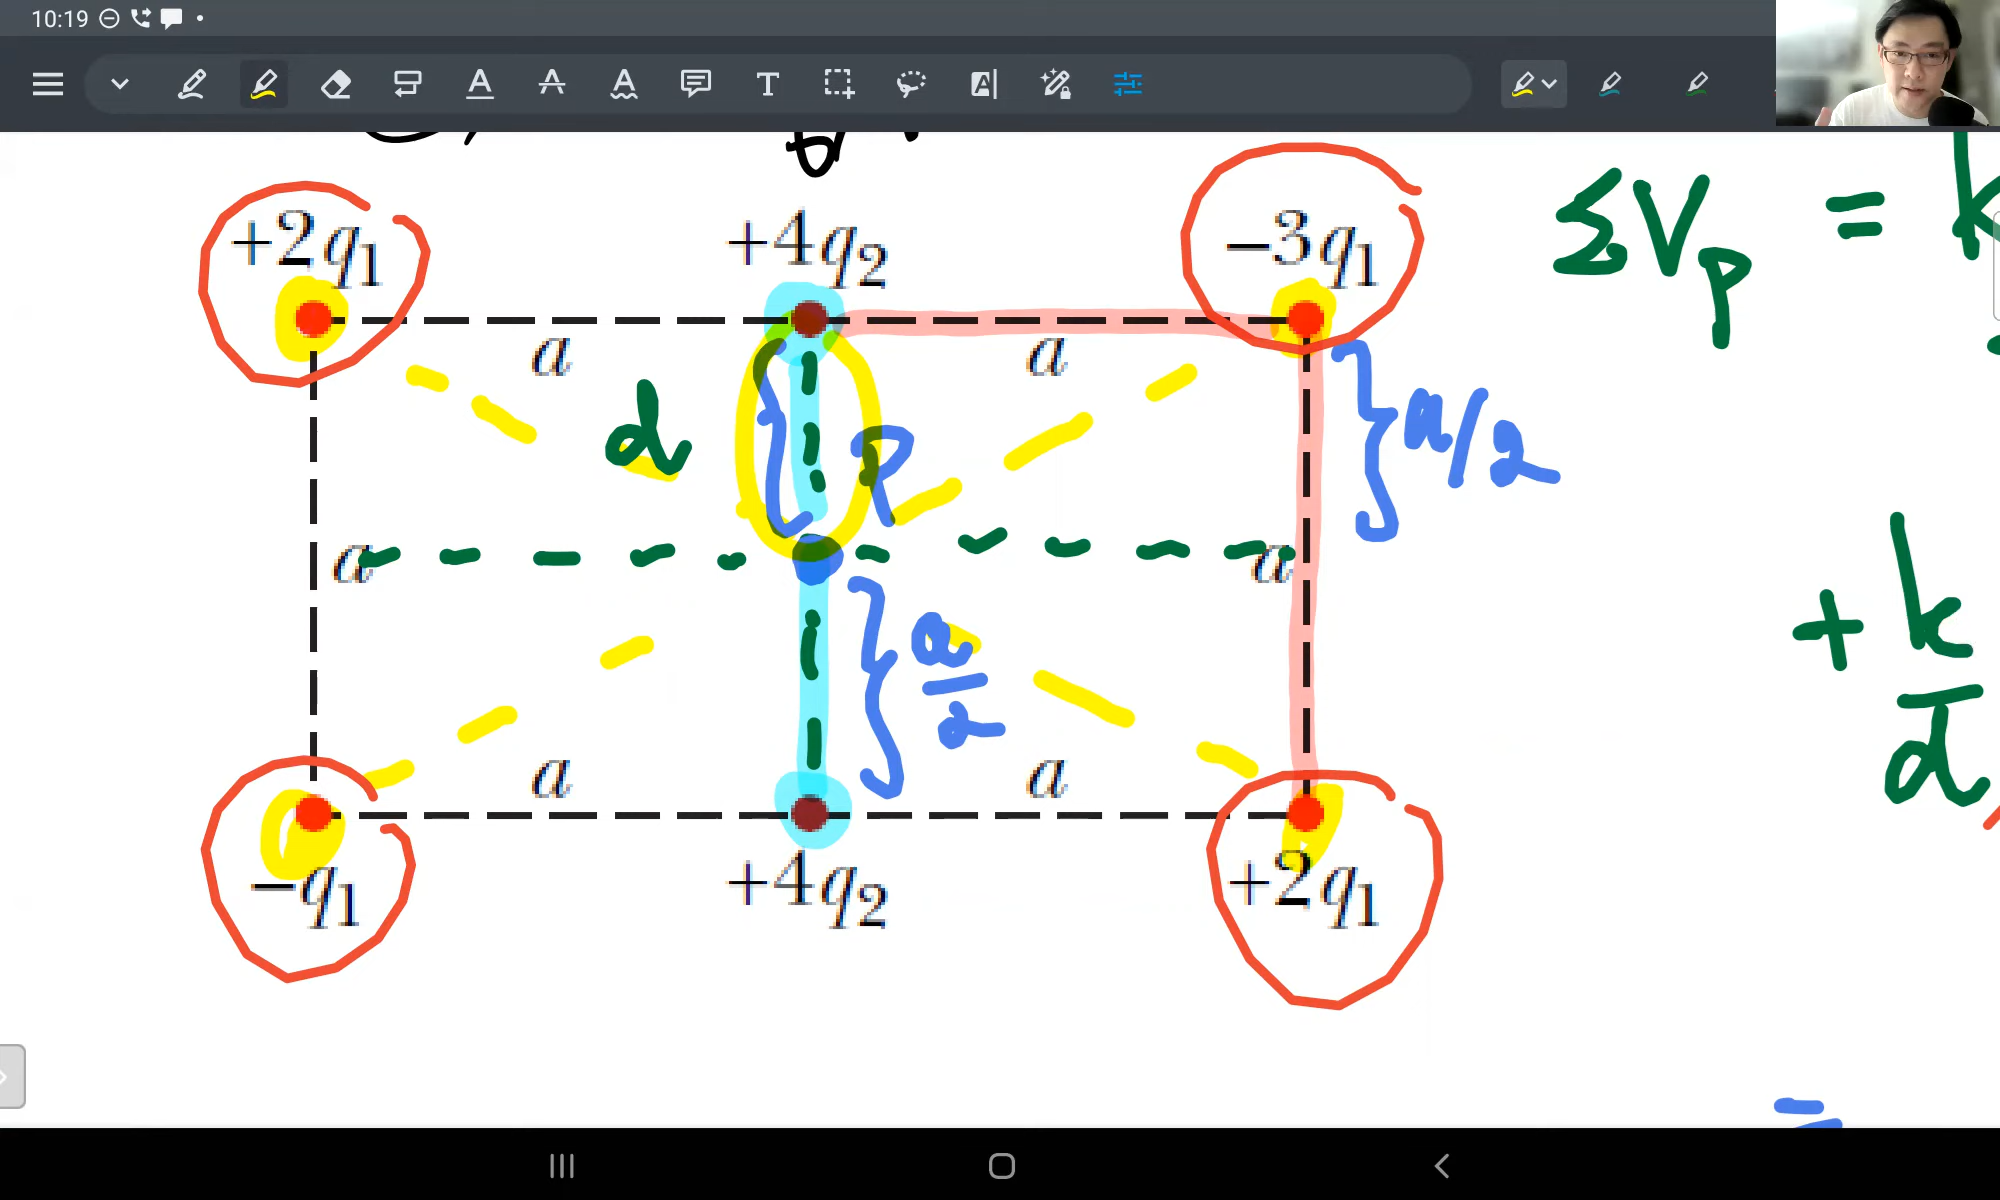 10:19
+2q₁ +4q₂ −3q₁ ΣVₚ = k
a a
d P a/2
a a
+ k
a/2 d
a a
−q₁ +4q₂ +2q₁
=